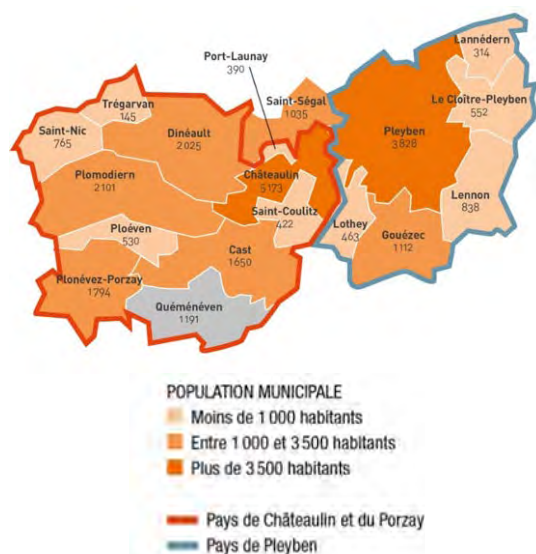 Lannédern
314
Port-Launay
390
Le Cloître-Pleyben
552
Saint-Ségal
1035
Trégarvan
145
Saint-Nic
765
Dinéault
2025
Pleyben
3828
Plomodiern
2101
Châteaulin
5173
Lennon
838
Saint-Coulitz
422
Lothey
463
Gouézec
1112
Ploéven
530
Cast
1650
Plonévez-Porzay
1794
Quéménéven
1191
POPULATION MUNICIPALE
Moins de 1 000 habitants
Entre 1 000 et 3 500 habitants
Plus de 3 500 habitants
Pays de Châteaulin et du Porzay
Pays de Pleyben